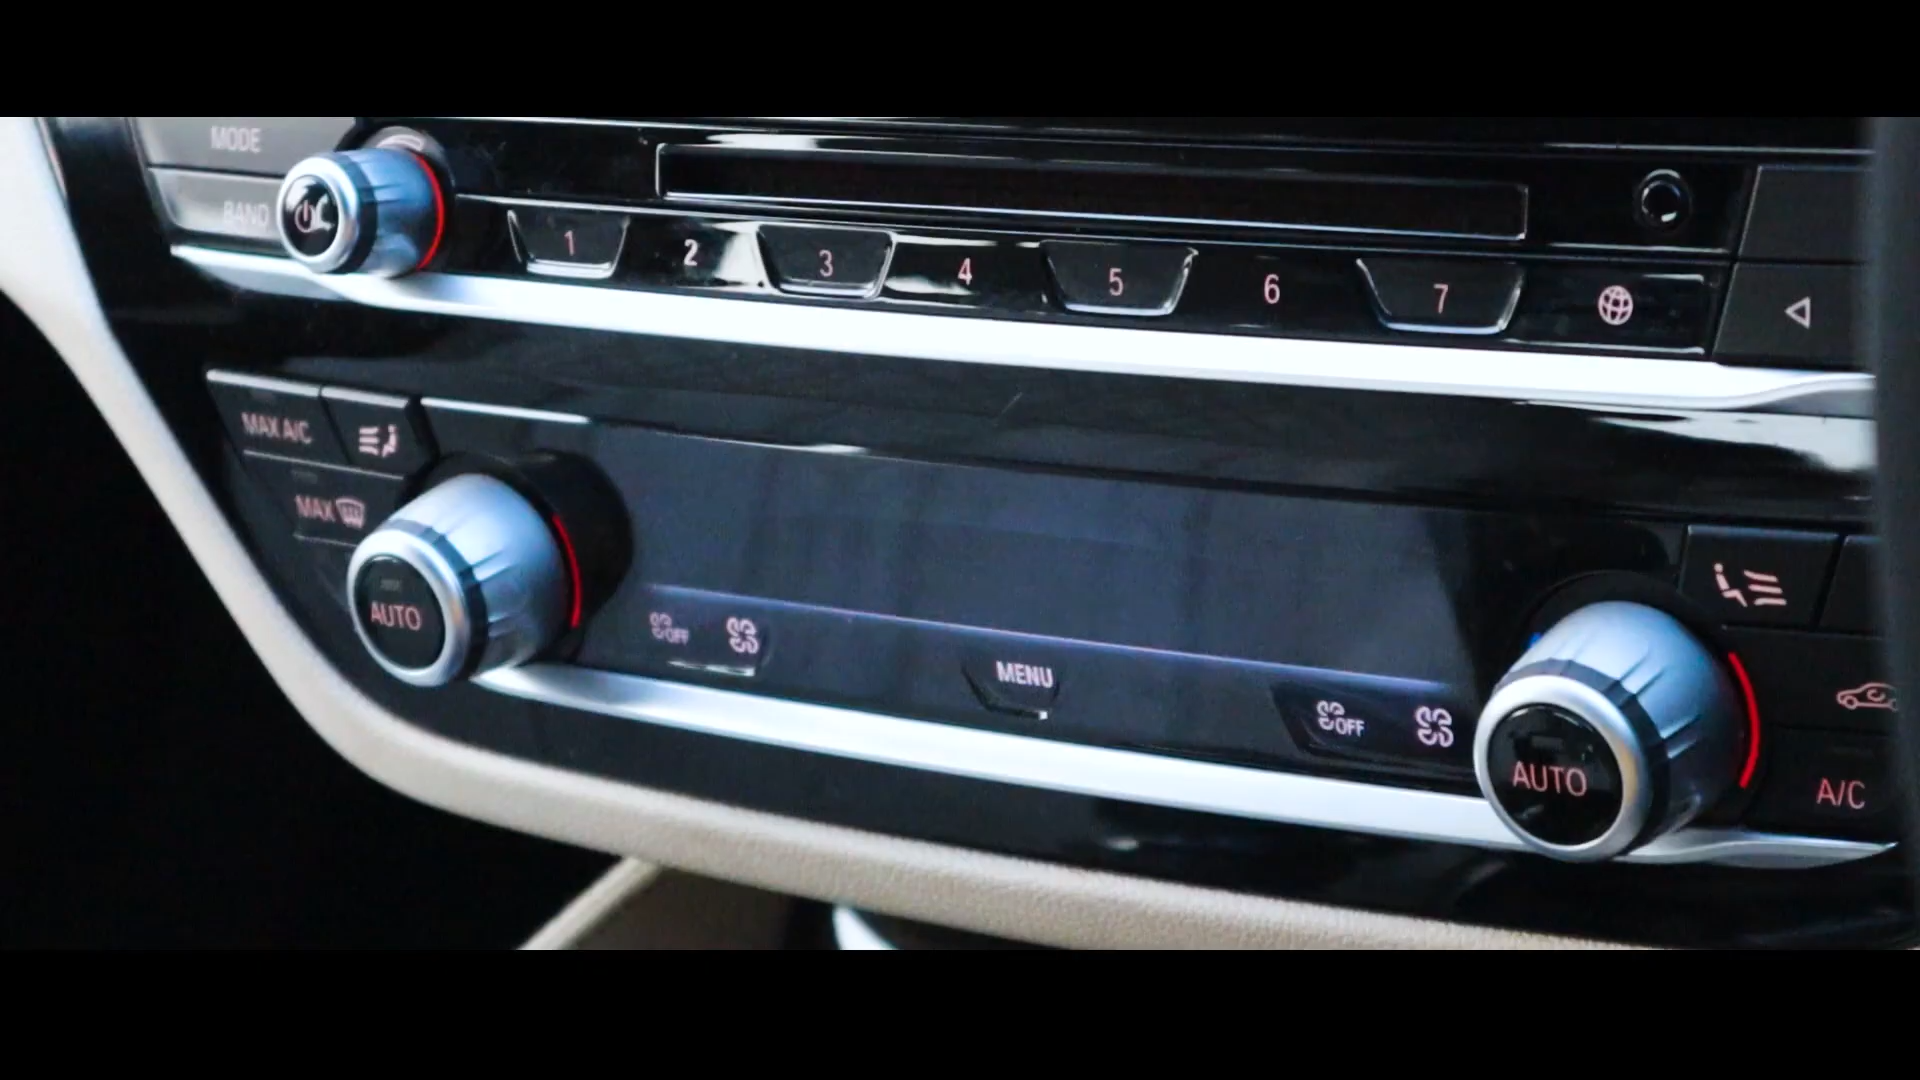 MODE
BAND
1 2 3 4 5 6 7
MAX A/C
MAX
AUTO
OFF
MENU
OFF
AUTO
A/C